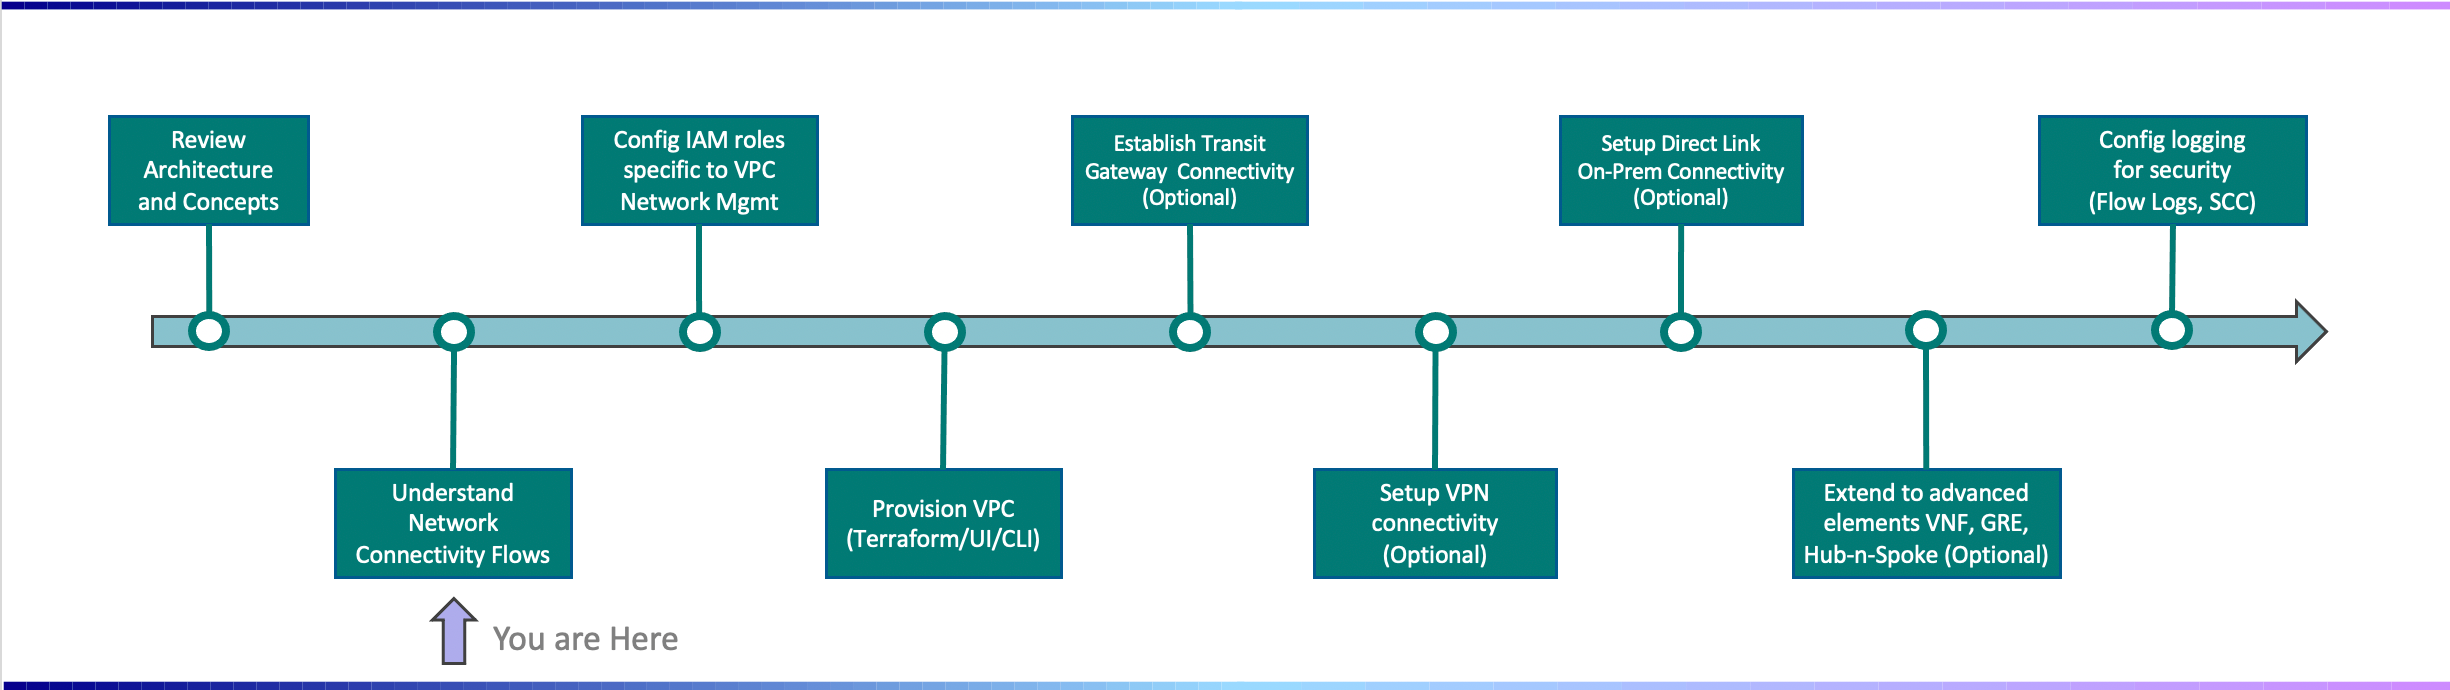 Review
Architecture
and Concepts
Understand
Network
Connectivity Flows
Config IAM roles
specific to VPC
Network Mgmt
Provision VPC
(Terraform/UI/CLI)
Establish Transit
Gateway  Connectivity
(Optional)
Setup VPN
connectivity
(Optional)
Setup Direct Link
On-Prem Connectivity
(Optional)
Extend to advanced
elements VNF, GRE,
Hub-n-Spoke (Optional)
Config logging
for security
(Flow Logs, SCC)
You are Here